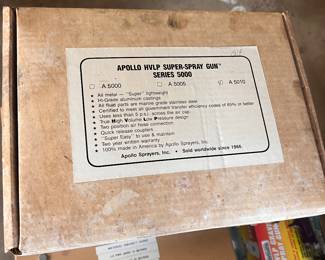 APOLLO HVLP SUPER-SPRAY GUN™
SERIES 5000
A 5000 A 5005 A 5010
• All metal — "Super" lightweight
• Hi-Grade aluminum castings
• All fluid parts are marine grade stainless steel
• Certified to meet all government transfer efficiency codes of 65% or better
• Uses less than 5 p.s.i. across the air cap
• True High Volume Low Pressure design
• Two position air hose connection
• Quick release couplers
• "Super Easy" to use & maintain
• Two year written warranty
• 100% made in America by Apollo Sprayers, Inc.
Apollo Sprayers, Inc. • Sold worldwide since 1966.